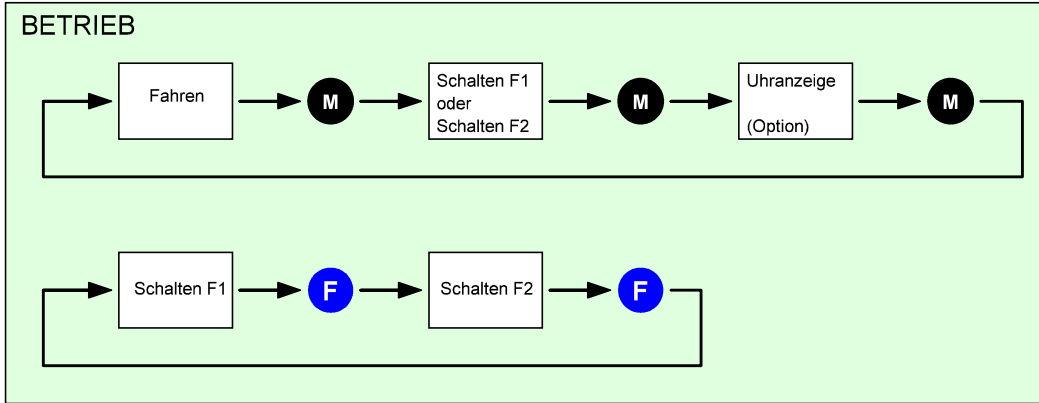 BETRIEB
Fahren
M
Schalten F1
oder
Schalten F2
M
Uhranzeige
(Option)
M
Schalten F1
F
Schalten F2
F